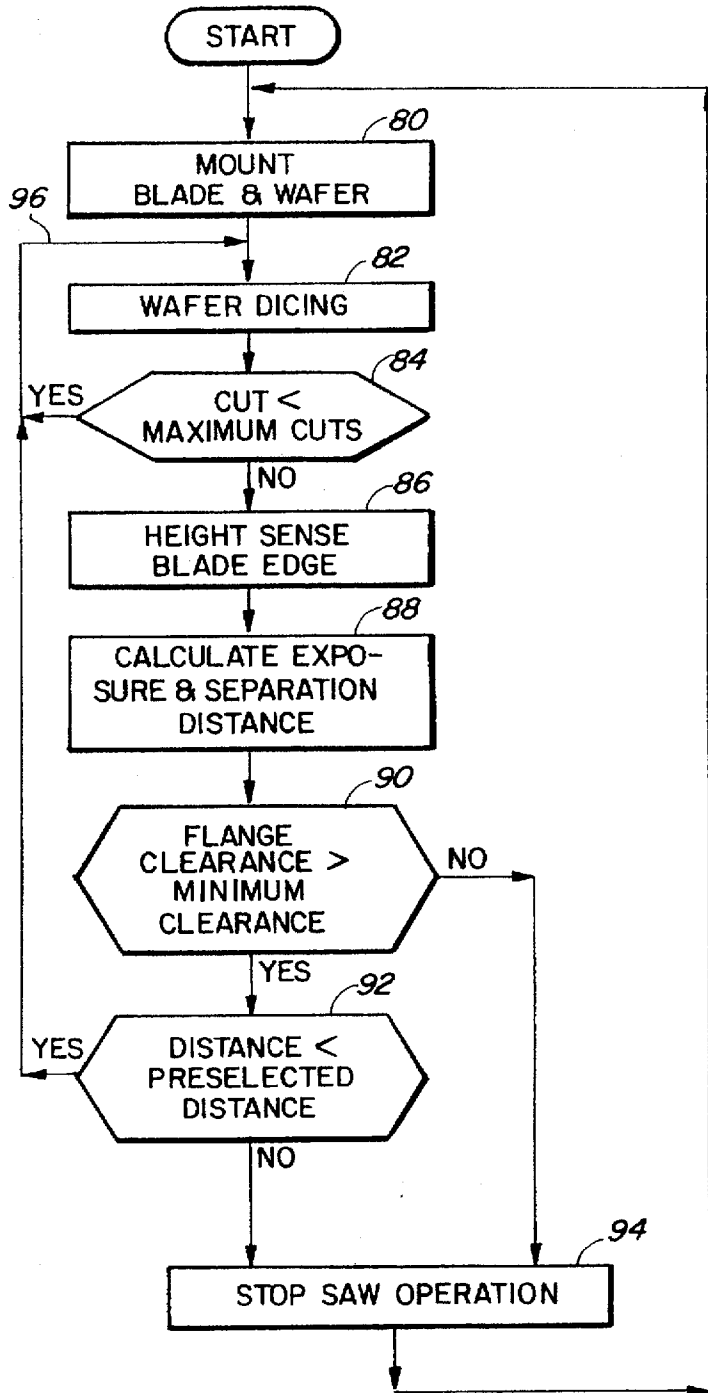 START
80
MOUNT
BLADE & WAFER
96
82
WAFER DICING
84
YES
CUT <
MAXIMUM CUTS
NO
86
HEIGHT SENSE
BLADE EDGE
88
CALCULATE EXPO-
SURE & SEPARATION
DISTANCE
90
FLANGE
CLEARANCE >
MINIMUM
CLEARANCE
NO
YES
92
YES
DISTANCE <
PRESELECTED
DISTANCE
NO
94
STOP SAW OPERATION